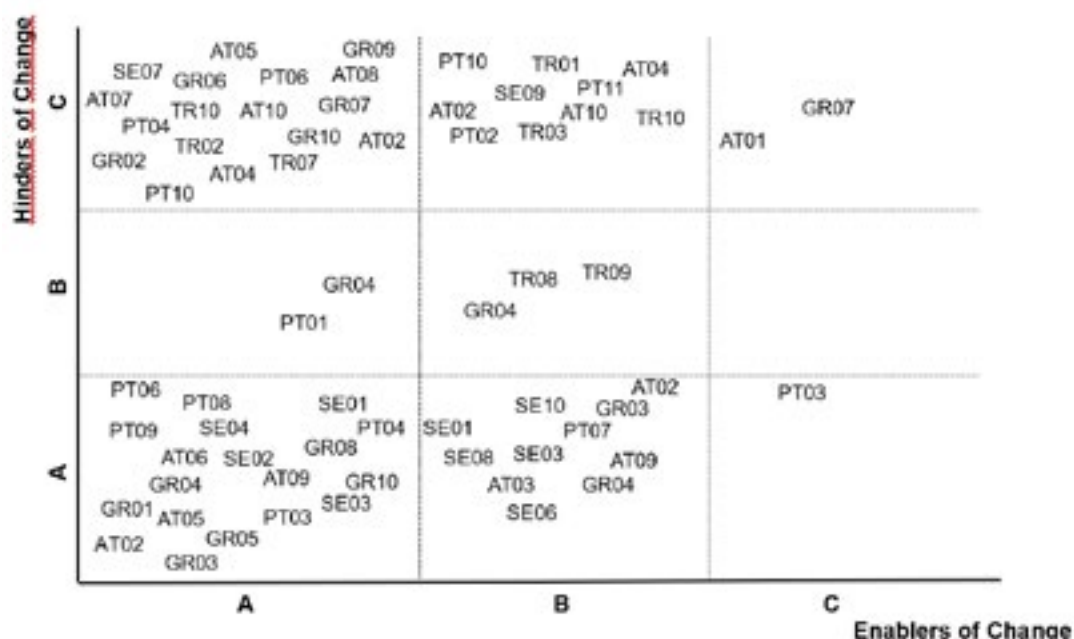 Hinders of Change
C
AT05 GR09
SE07 GR06 PT06 AT08
AT07 TR10 AT10 GR07
PT04 TR02 GR10 AT02
GR02 AT04 TR07
PT10
PT10 TR01 AT04
SE09 PT11
AT02 AT10 TR10
PT02 TR03
GR07
AT01
B
GR04
PT01
TR08 TR09
GR04
A
PT06 PT08 SE01
PT09 SE04 PT04
AT06 SE02 GR08
GR04 AT09 GR10
GR01 AT05 PT03 SE03
AT02 GR05
GR03
AT02
SE10 GR03
SE01 PT07
SE08 SE03 AT09
AT03 GR04
SE06
PT03
A B C
Enablers of Change